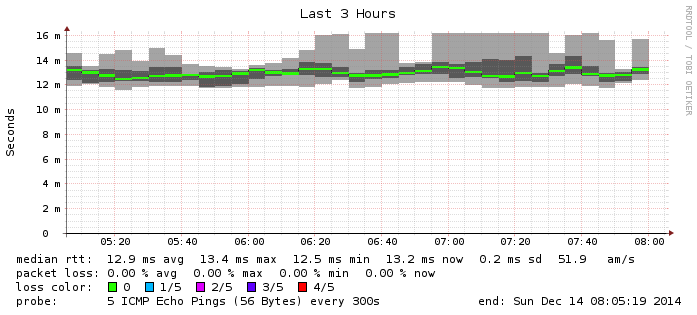 Last 3 Hours
RRDTOOL / TOBI OETIKER
Seconds
16 m
14 m
12 m
10 m
8 m
6 m
4 m
2 m
0
05:20 05:40 06:00 06:20 06:40 07:00 07:20 07:40 08:00
median rtt: 12.9 ms avg 13.4 ms max 12.5 ms min 13.2 ms now 0.2 ms sd 51.9 am/s
packet loss: 0.00 % avg 0.00 % max 0.00 % min 0.00 % now
loss color: 0 1/5 2/5 3/5 4/5
probe: 5 ICMP Echo Pings (56 Bytes) every 300s end: Sun Dec 14 08:05:19 2014